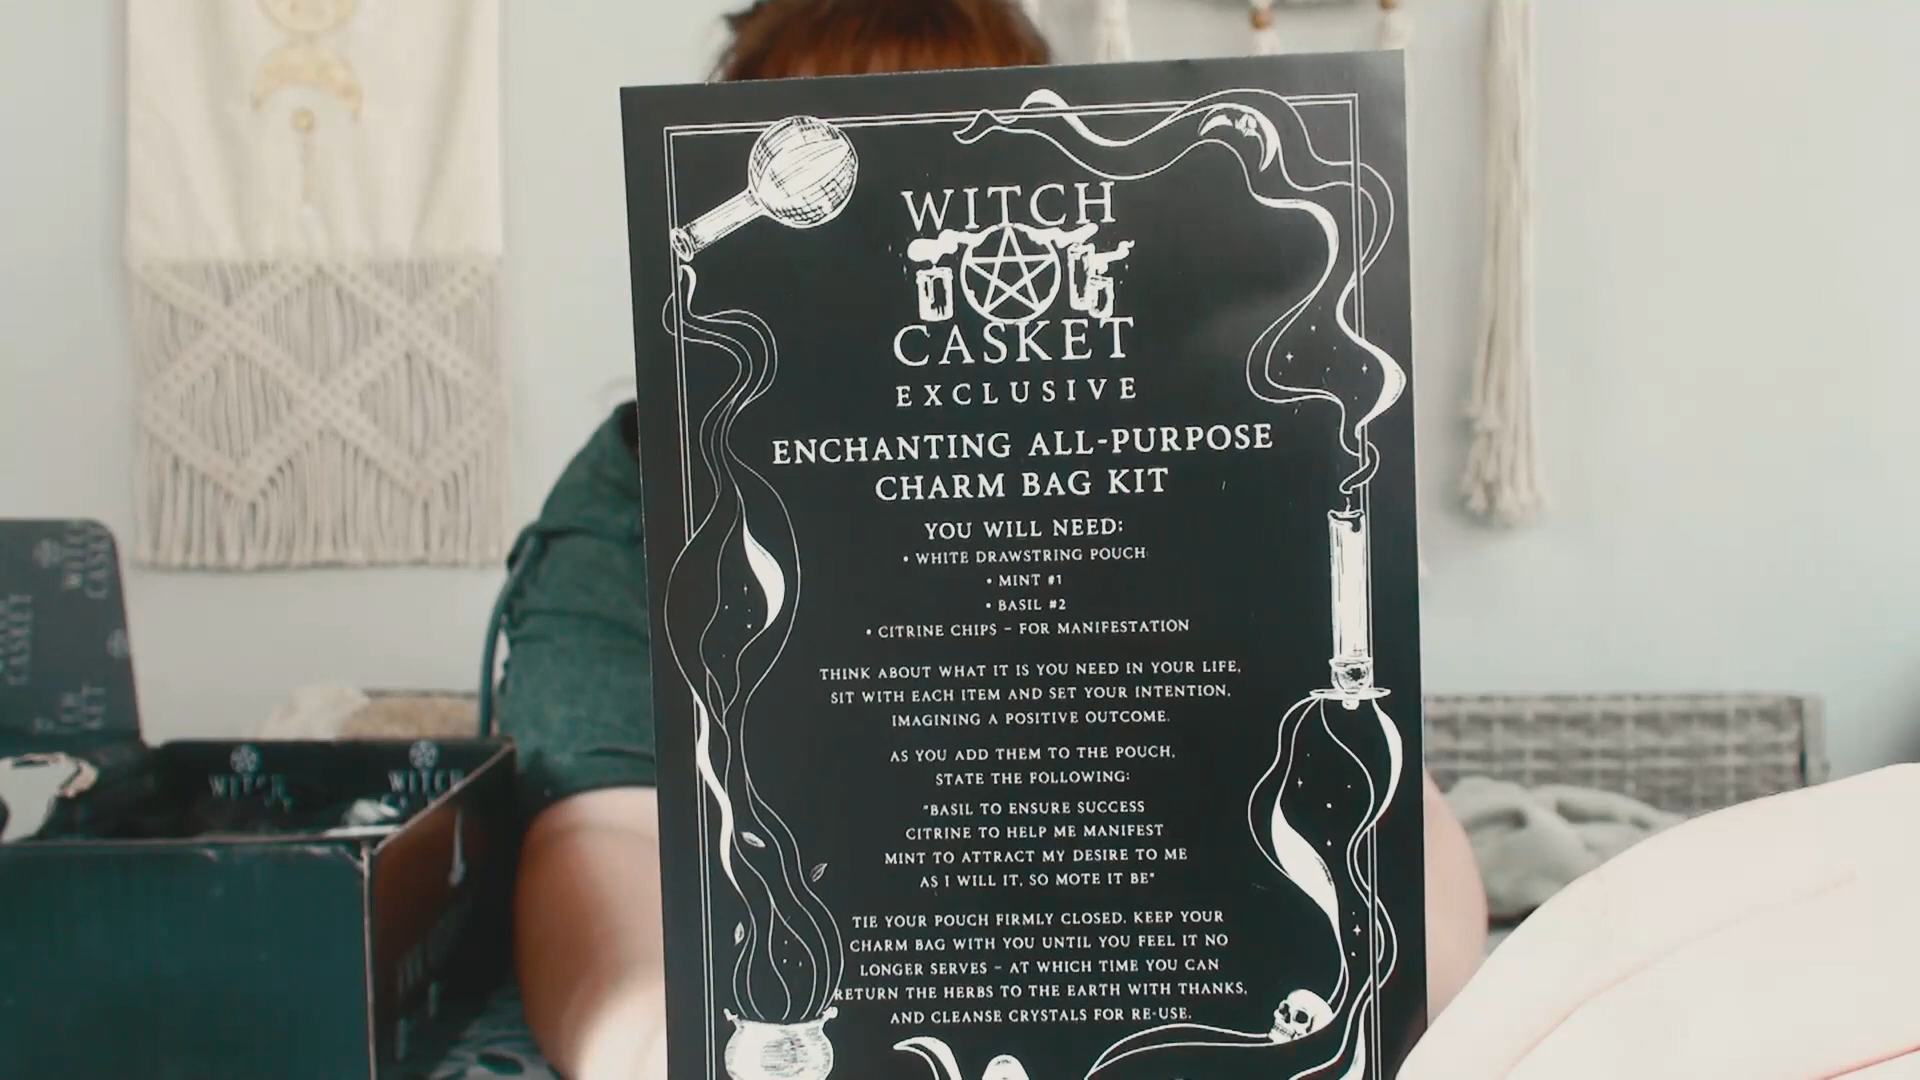 WITCH
CASKET
EXCLUSIVE
ENCHANTING ALL-PURPOSE
CHARM BAG KIT
YOU WILL NEED:
• WHITE DRAWSTRING POUCH
• MINT #1
• BASIL #2
• CITRINE CHIPS - FOR MANIFESTATION
THINK ABOUT WHAT IT IS YOU NEED IN YOUR LIFE,
SIT WITH EACH ITEM AND SET YOUR INTENTION,
IMAGINING A POSITIVE OUTCOME.
AS YOU ADD THEM TO THE POUCH,
STATE THE FOLLOWING:
"BASIL TO ENSURE SUCCESS
CITRINE TO HELP ME MANIFEST
MINT TO ATTRACT MY DESIRE TO ME
AS I WILL IT, SO MOTE IT BE"
TIE YOUR POUCH FIRMLY CLOSED. KEEP YOUR
CHARM BAG WITH YOU UNTIL YOU FEEL IT NO
LONGER SERVES - AT WHICH TIME YOU CAN
RETURN THE HERBS TO THE EARTH WITH THANKS,
AND CLEANSE CRYSTALS FOR RE-USE.
CASKET
WITCH